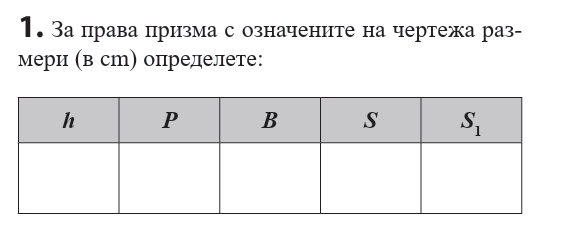 1. За права призма с означените на чертежа раз-
мери (в cm) определете:
h P B S S₁